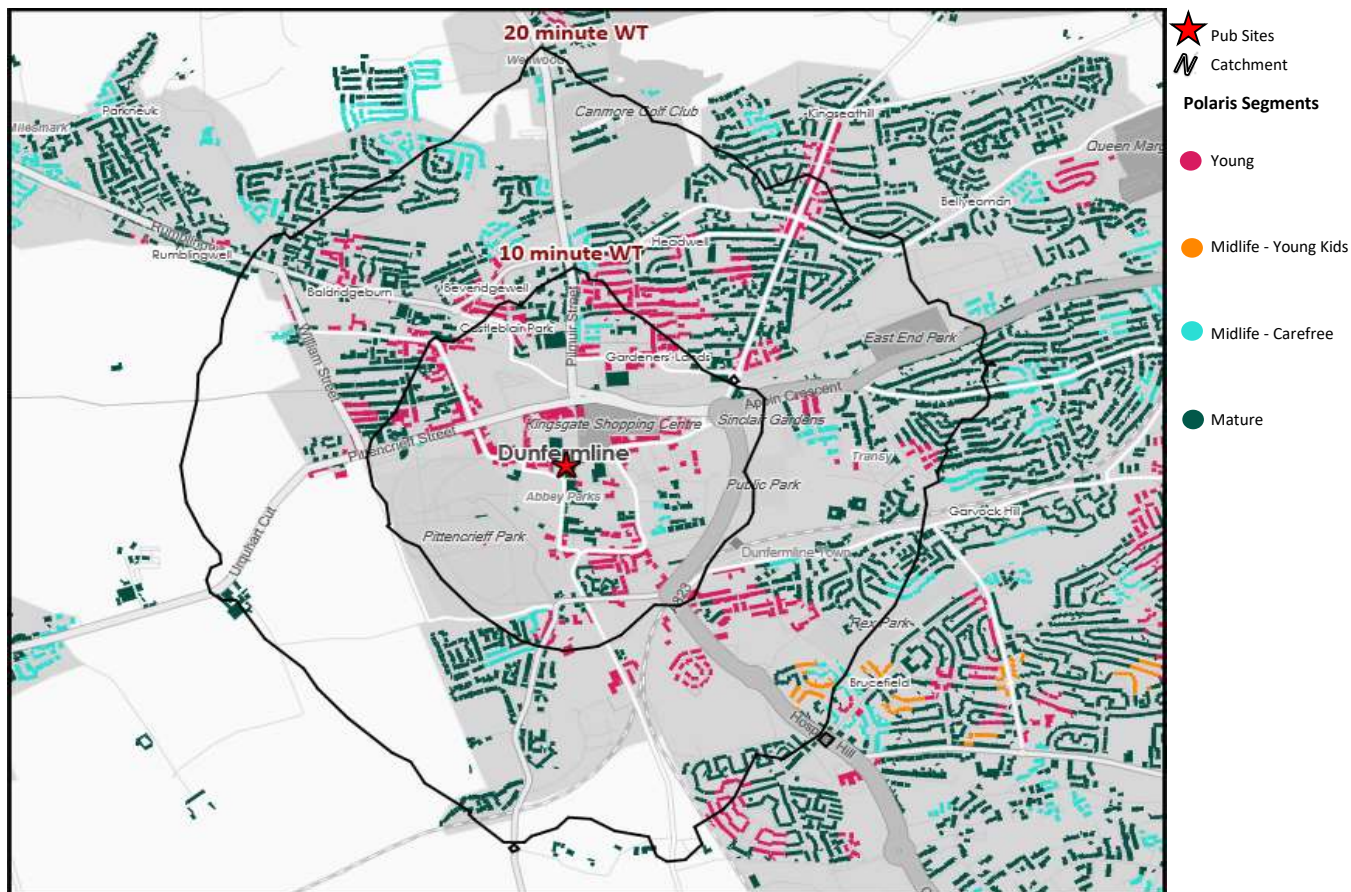 20 minute WT
Wellwood
Pub Sites
Catchment
Polaris Segments
Young
Midlife - Young Kids
Midlife - Carefree
Mature
Parkneuk
Milesmark
Canmore Golf Club
Kingseathill
Queen Marg
Bellyeoman
Rumblingwell
Headwell
10 minute WT
Baldridgeburn
Beveridgewell
Castleblair Park
Pilmuir Street
William Street
Gardeners' Lands
East End Park
Appin Crescent
Sinclair Gardens
Kingsgate Shopping Centre
Pittencrieff Street
Dunfermline
Transy
Abbey Parks
Public Park
Garvock Hill
Pittencrieff Park
Dunfermline Town
Urquhart Cut
823
Rex Park
Brucefield
Hospital Hill